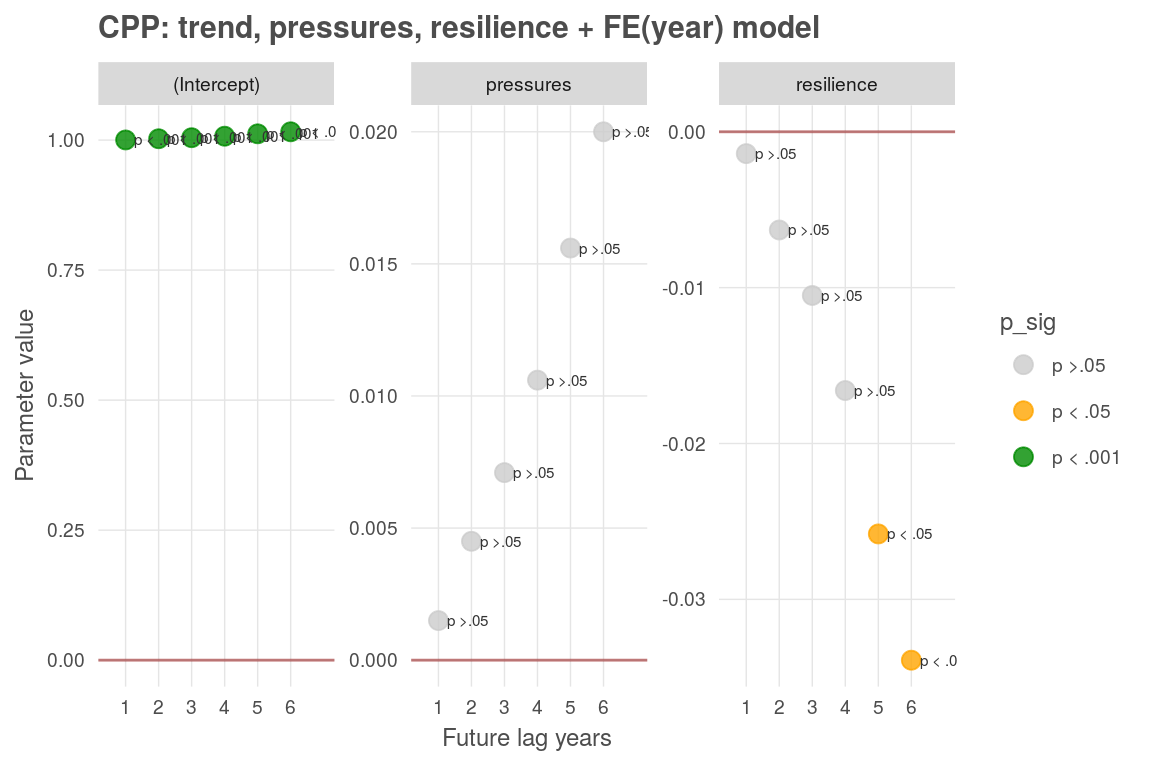 CPP: trend, pressures, resilience + FE(year) model
(Intercept)
pressures
resilience
Parameter value
1.00
0.75
0.50
0.25
0.00
p < .0
1 2 3 4 5 6
0.020
0.015
0.010
0.005
0.000
p >.05
p >.05
p >.05
p >.05
p >.05
p >.05
1 2 3 4 5 6
0.00
-0.01
-0.02
-0.03
p >.05
p >.05
p >.05
p >.05
p < .05
p < .0
1 2 3 4 5 6
Future lag years
p_sig
p >.05
p < .05
p < .001